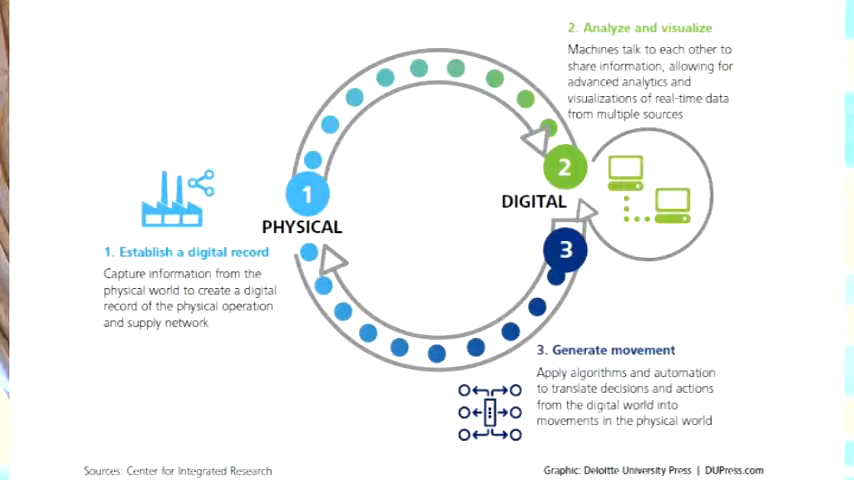 2. Analyze and visualize
Machines talk to each other to
share information, allowing for
advanced analytics and
visualizations of real-time data
from multiple sources
1
2
DIGITAL
PHYSICAL
3
1. Establish a digital record
Capture information from the
physical world to create a digital
record of the physical operation
and supply network
3. Generate movement
Apply algorithms and automation
to translate decisions and actions
from the digital world into
movements in the physical world
Sources: Center for Integrated Research
Graphic: Deloitte University Press | DUPress.com